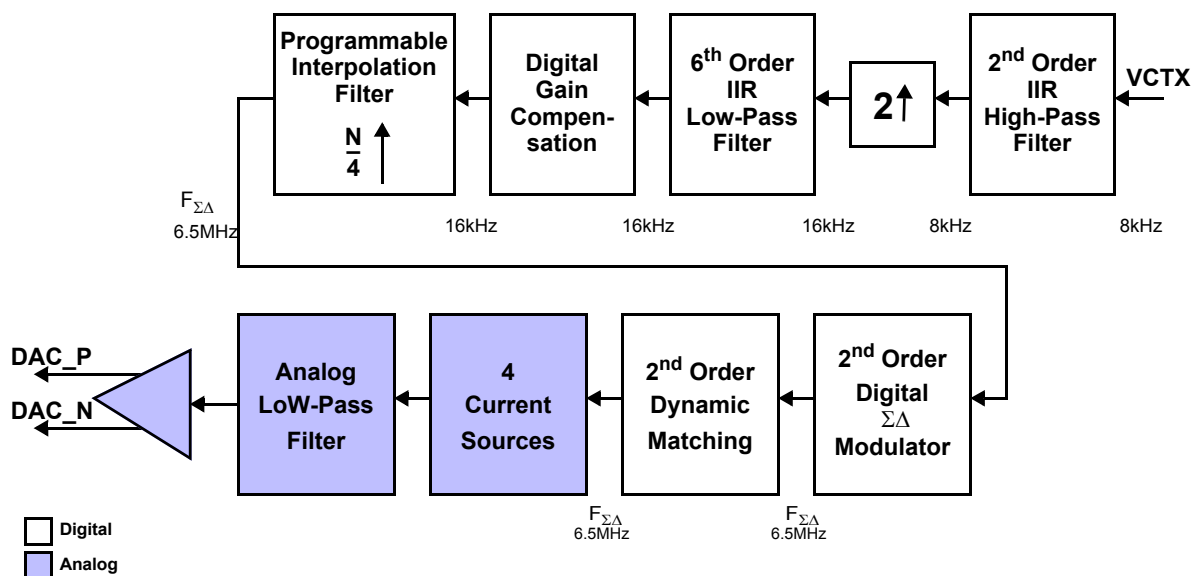 Programmable
Interpolation
Filter
N
4
Digital
Gain
Compen-
sation
6th Order
IIR
Low-Pass
Filter
2
2nd Order
IIR
High-Pass
Filter
VCTX
FΣΔ
6.5MHz
16kHz
16kHz
16kHz
8kHz
8kHz
DAC_P
DAC_N
Analog
LoW-Pass
Filter
4
Current
Sources
2nd Order
Dynamic
Matching
2nd Order
Digital
ΣΔ
Modulator
FΣΔ
6.5MHz
FΣΔ
6.5MHz
Digital
Analog